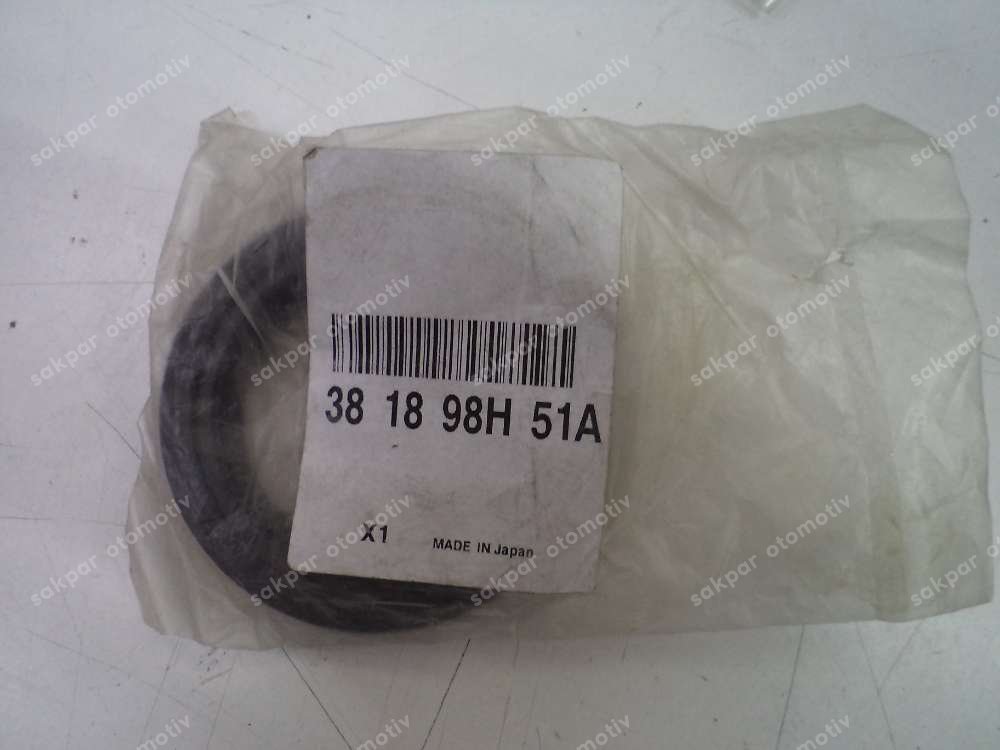 38 18 98H 51A
X1 MADE IN Japan
sakpar otomotiv